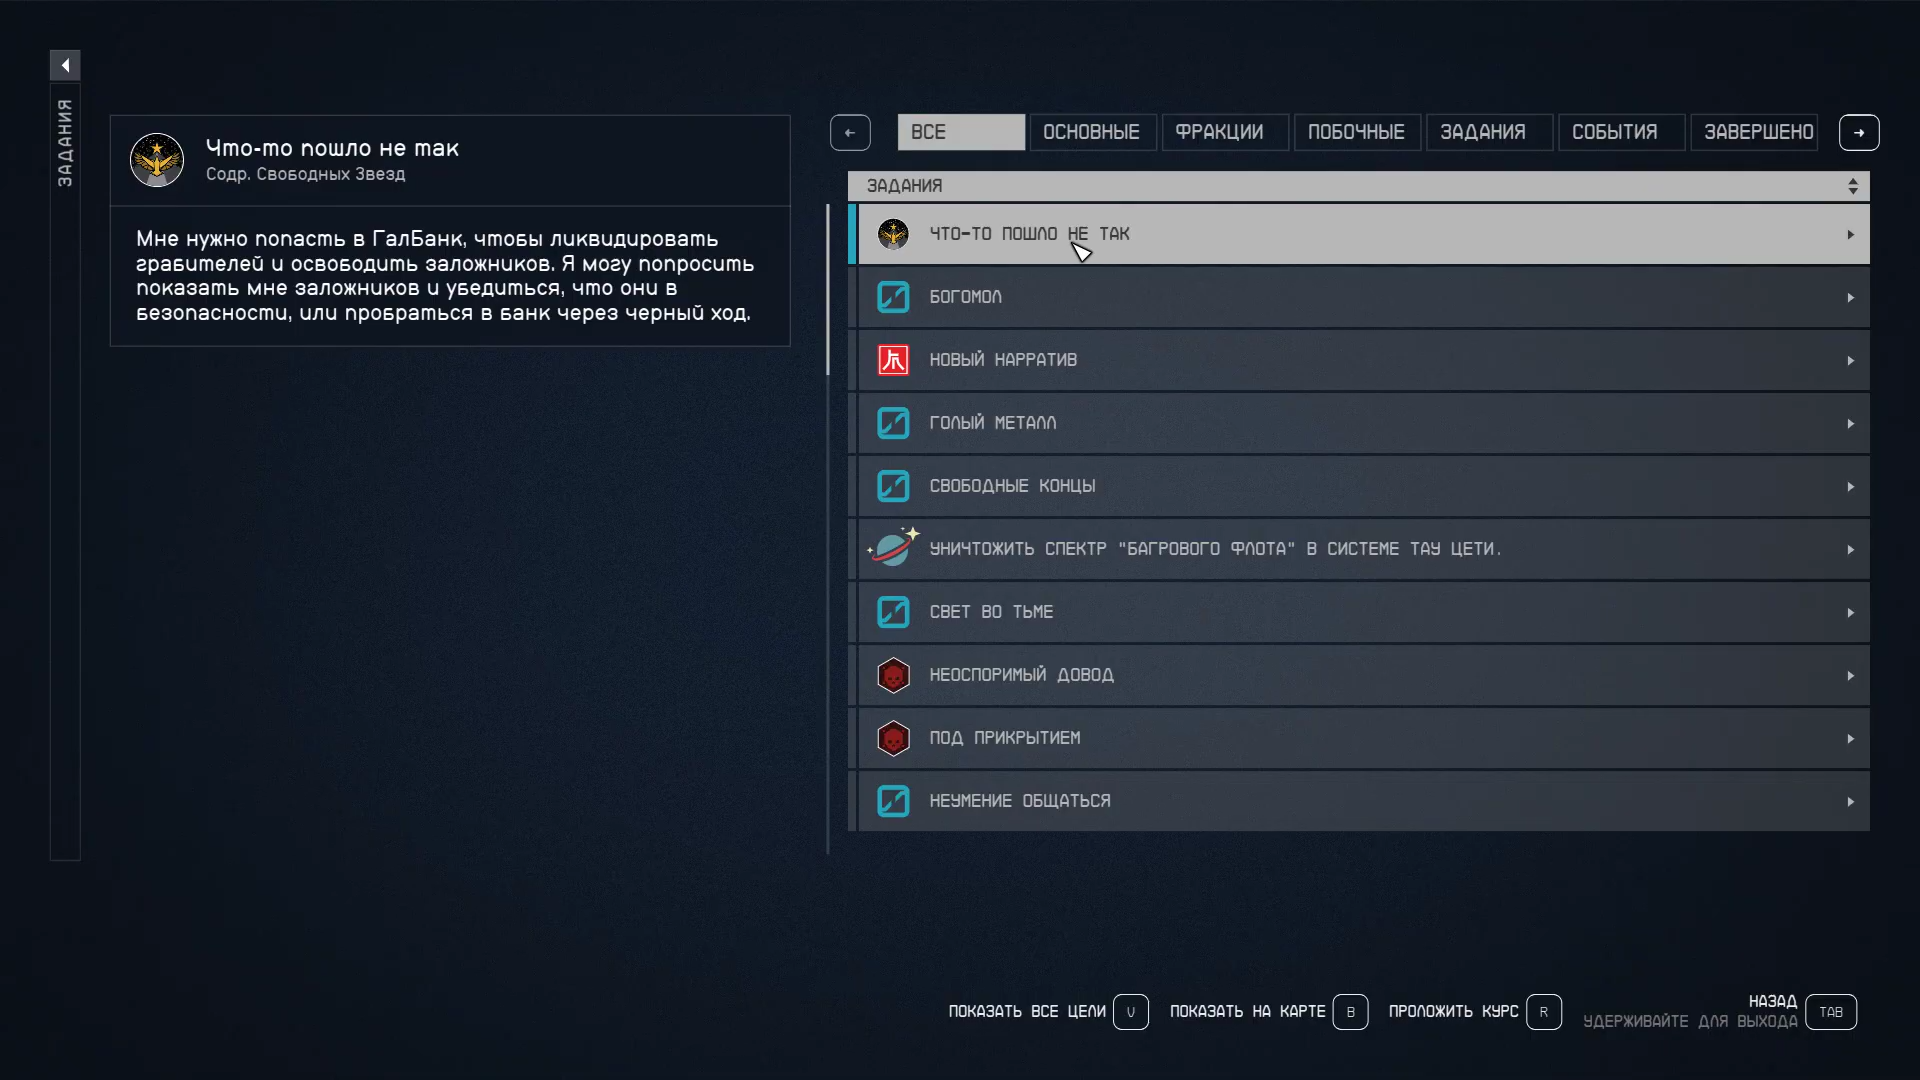 ЗАДАНИЯ
Что-то пошло не так
Содр. Свободных Звезд
Мне нужно попасть в ГалБанк, чтобы ликвидировать
грабителей и освободить заложников. Я могу попросить
показать мне заложников и убедиться, что они в
безопасности, или пробраться в банк через черный ход.
ВСЕ
ОСНОВНЫЕ
ФРАКЦИИ
ПОБОЧНЫЕ
ЗАДАНИЯ
СОБЫТИЯ
ЗАВЕРШЕНО
ЗАДАНИЯ
ЧТО-ТО ПОШЛО НЕ ТАК
БОГОМОЛ
НОВЫЙ НАРРАТИВ
ГОЛЫЙ МЕТАЛЛ
СВОБОДНЫЕ КОНЦЫ
УНИЧТОЖИТЬ СПЕКТР "БАГРОВОГО ФЛОТА" В СИСТЕМЕ ТАУ ЦЕТИ.
СВЕТ ВО ТЬМЕ
НЕОСПОРИМЫЙ ДОВОД
ПОД ПРИКРЫТИЕМ
НЕУМЕНИЕ ОБЩАТЬСЯ
ПОКАЗАТЬ ВСЕ ЦЕЛИ V
ПОКАЗАТЬ НА КАРТЕ B
ПРОЛОЖИТЬ КУРС R
НАЗАД
УДЕРЖИВАЙТЕ ДЛЯ ВЫХОДА TAB